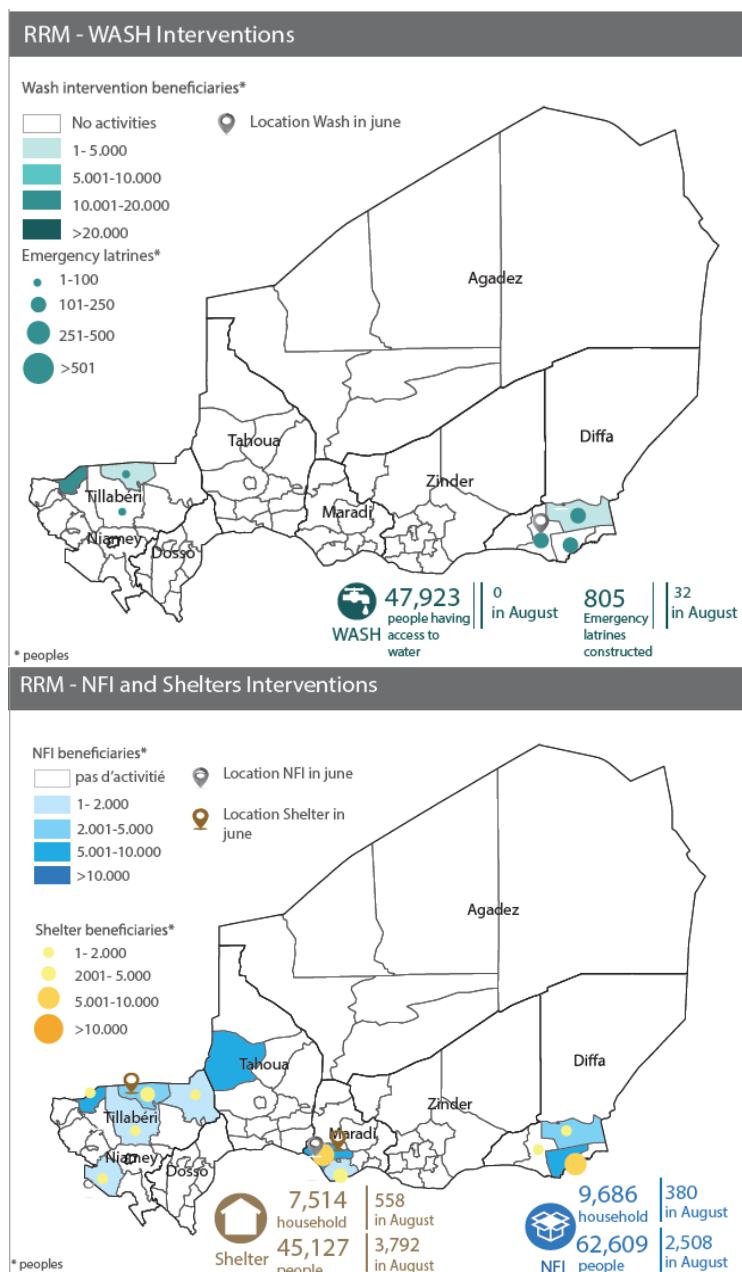 RRM - WASH Interventions
Wash intervention beneficiaries*
No activities
Location Wash in june
1- 5.000
5.001-10.000
10.001-20.000
>20.000
Emergency latrines*
1-100
101-250
251-500
>501
Agadez
Diffa
Tahoua
Zinder
Tillabéri
Maradi
Niamey
Dosso
WASH
47,923
people having
access to
water
0
in August
805
Emergency
latrines
constructed
32
in August
* peoples
RRM - NFI and Shelters Interventions
NFI beneficiaries*
pas d'activitié
Location NFI in june
1- 2.000
2.001-5.000
Location Shelter in
june
5.001-10.000
>10.000
Shelter beneficiaries*
1- 2.000
2001- 5.000
5.001-10.000
>10.000
Agadez
Diffa
Tahoua
Zinder
Tillabéri
Maradi
Niamey
Dosso
Shelter
7,514
household
558
in August
45,127
people
3,792
in August
NFI
9,686
household
380
in August
62,609
people
2,508
in August
* peoples